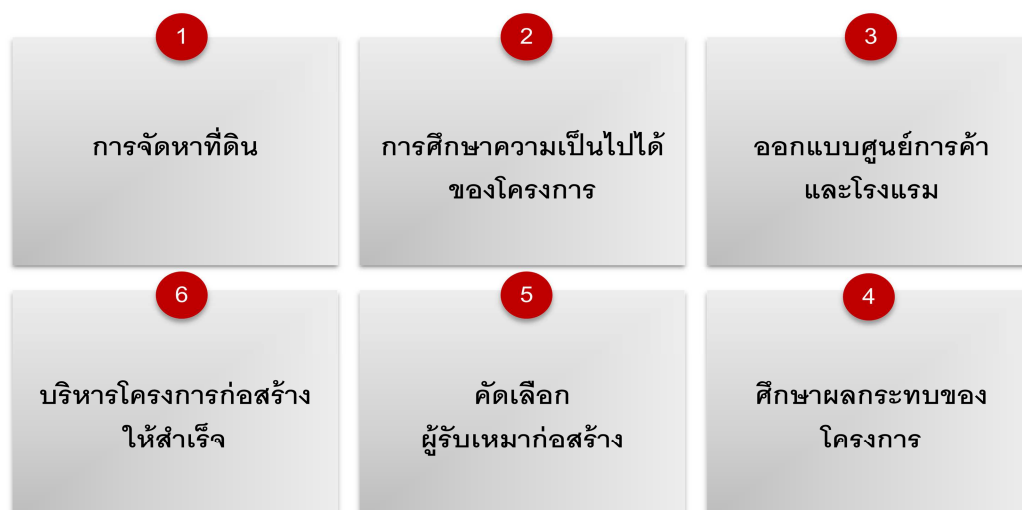 1
การจัดหาที่ดิน
2
การศึกษาความเป็นไปได้
ของโครงการ
3
ออกแบบศูนย์การค้า
และโรงแรม
6
บริหารโครงการก่อสร้าง
ให้สำเร็จ
5
คัดเลือก
ผู้รับเหมาก่อสร้าง
4
ศึกษาผลกระทบของ
โครงการ